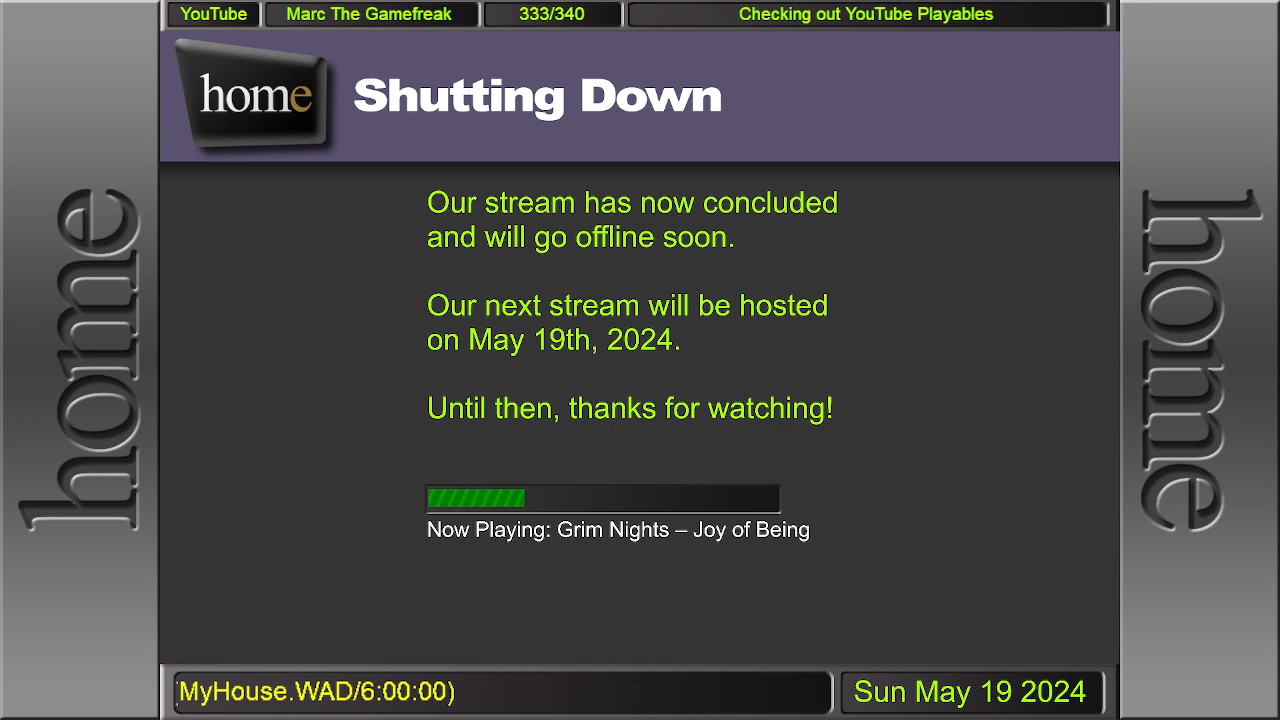 YouTube
Marc The Gamefreak
333/340
Checking out YouTube Playables
home
Shutting Down
home
home
Our stream has now concluded
and will go offline soon.
Our next stream will be hosted
on May 19th, 2024.
Until then, thanks for watching!
Now Playing: Grim Nights – Joy of Being
MyHouse.WAD/6:00:00)
Sun May 19 2024